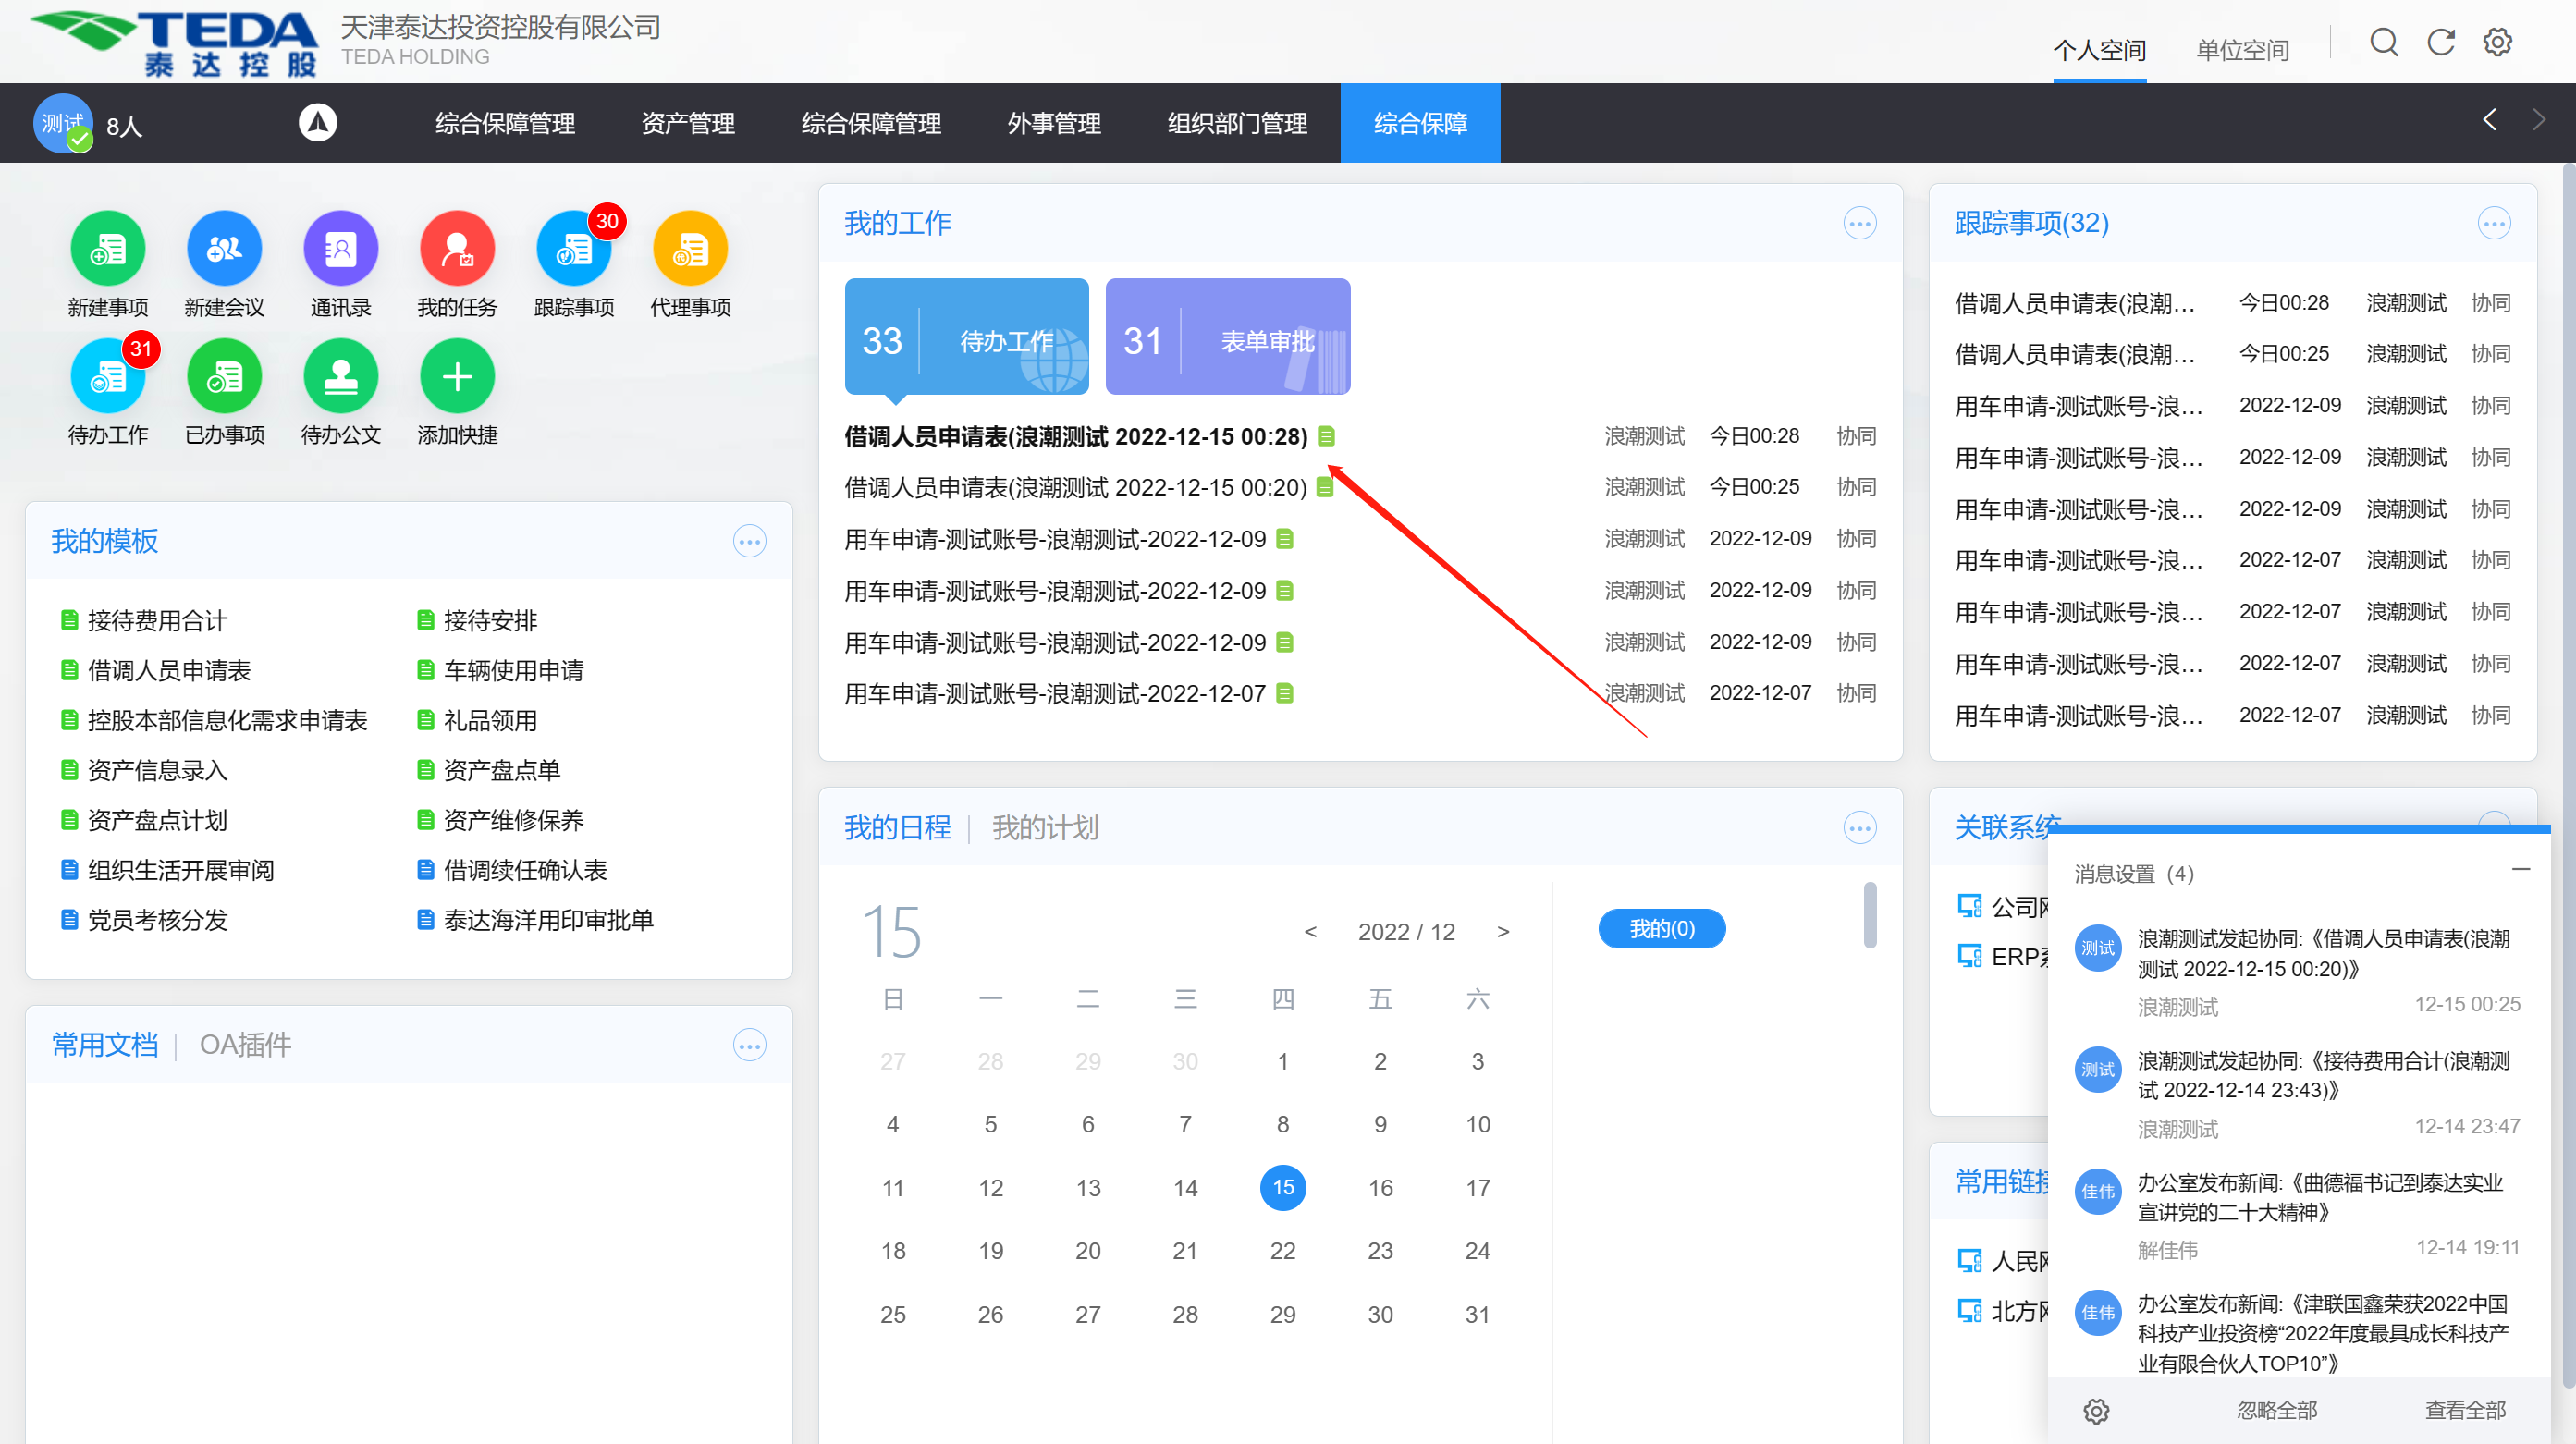 TEDA
泰达控股
天津泰达投资控股有限公司
TEDA HOLDING
个人空间 单位空间
测试 8人
综合保障管理 资产管理 综合保障管理 外事管理 组织部门管理 综合保障
30
新建事项 新建会议 通讯录 我的任务 跟踪事项 代理事项
31
待办工作 已办事项 待办公文 添加快捷
我的模板
接待费用合计 接待安排
借调人员申请表 车辆使用申请
控股本部信息化需求申请表 礼品领用
资产信息录入 资产盘点单
资产盘点计划 资产维修保养
组织生活开展审阅 借调续任确认表
党员考核分发 泰达海洋用印审批单
常用文档 | OA插件
我的工作
33 待办工作
31 表单审批
借调人员申请表(浪潮测试 2022-12-15 00:28) 浪潮测试 今日00:28 协同
借调人员申请表(浪潮测试 2022-12-15 00:20) 浪潮测试 今日00:25 协同
用车申请-测试账号-浪潮测试-2022-12-09 浪潮测试 2022-12-09 协同
用车申请-测试账号-浪潮测试-2022-12-09 浪潮测试 2022-12-09 协同
用车申请-测试账号-浪潮测试-2022-12-09 浪潮测试 2022-12-09 协同
用车申请-测试账号-浪潮测试-2022-12-07 浪潮测试 2022-12-07 协同
我的日程 | 我的计划
15
< 2022 / 12 >
我的(0)
日 一 二 三 四 五 六
27 28 29 30 1 2 3
4 5 6 7 8 9 10
11 12 13 14 15 16 17
18 19 20 21 22 23 24
25 26 27 28 29 30 31
跟踪事项(32)
借调人员申请表(浪潮... 今日00:28 浪潮测试 协同
借调人员申请表(浪潮... 今日00:25 浪潮测试 协同
用车申请-测试账号-浪... 2022-12-09 浪潮测试 协同
用车申请-测试账号-浪... 2022-12-09 浪潮测试 协同
用车申请-测试账号-浪... 2022-12-09 浪潮测试 协同
用车申请-测试账号-浪... 2022-12-07 浪潮测试 协同
用车申请-测试账号-浪... 2022-12-07 浪潮测试 协同
用车申请-测试账号-浪... 2022-12-07 浪潮测试 协同
用车申请-测试账号-浪... 2022-12-07 浪潮测试 协同
关联系统
公司
ERP
常用链
人民
北方
消息设置（4）
测试
浪潮测试发起协同:《借调人员申请表(浪潮
测试 2022-12-15 00:20)》
浪潮测试 12-15 00:25
测试
浪潮测试发起协同:《接待费用合计(浪潮测
试 2022-12-14 23:43)》
浪潮测试 12-14 23:47
佳伟
办公室发布新闻:《曲德福书记到泰达实业
宣讲党的二十大精神》
解佳伟 12-14 19:11
佳伟
办公室发布新闻:《津联国鑫荣获2022中国
科技产业投资榜“2022年度最具成长科技产
业有限合伙人TOP10”》
忽略全部 查看全部